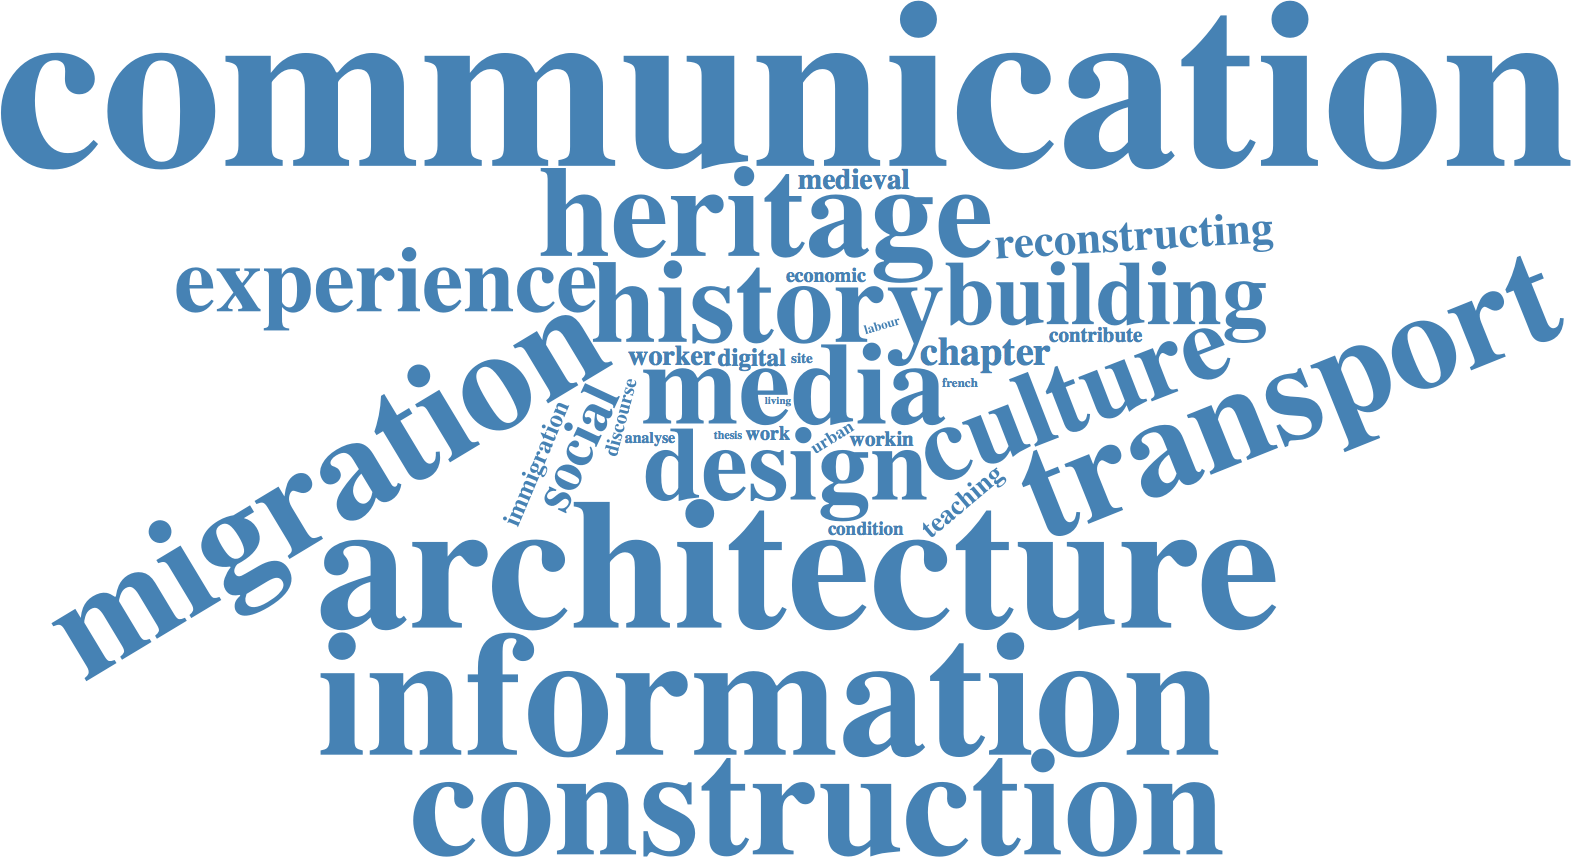 communication
heritage
medieval
reconstructing
experience
history
economic
building
labour
contribute
transport
migration
worker
digital
site
chapter
culture
media
french
living
social
discourse
immigration
analyse
thesis
work
urban
workin
design
teaching
condition
architecture
information
construction